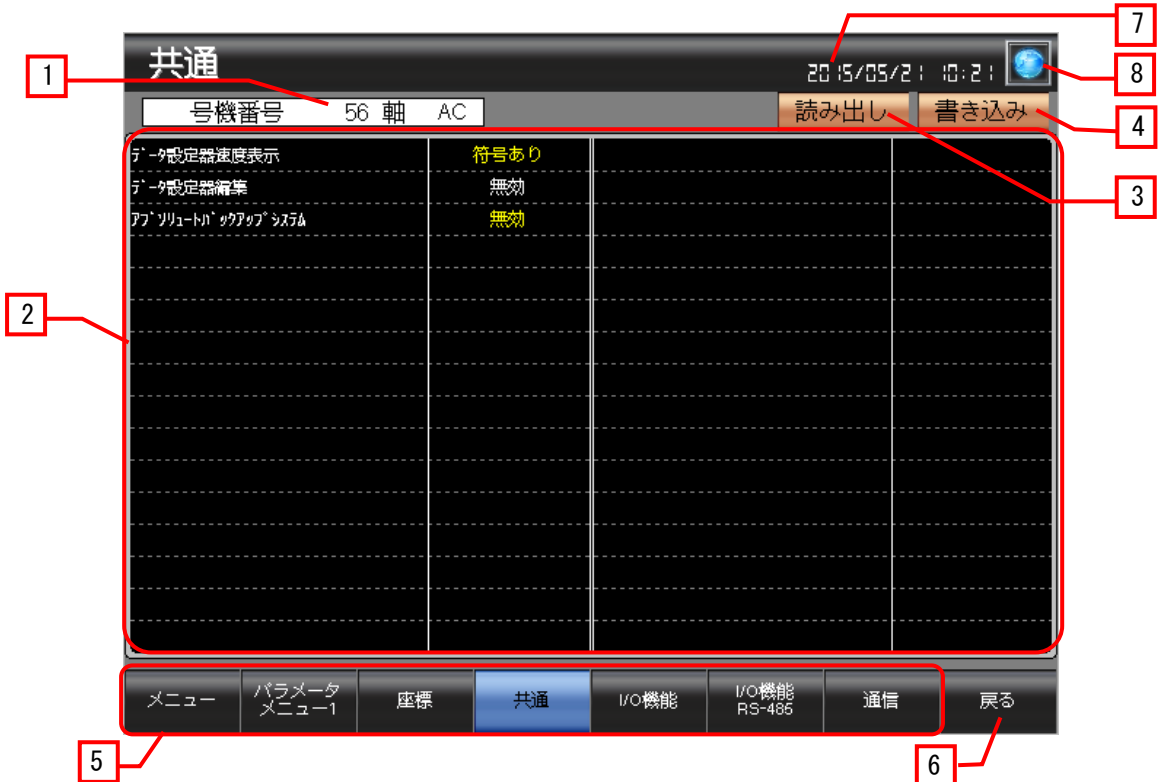 7
共通
2015/05/21 10:21
8
1
号機番号 56 軸 AC
読み出し
書き込み
4
ﾃﾞｰﾀ設定器速度表示 符号あり
ﾃﾞｰﾀ設定器編集 無効
3
ｱﾌﾞｿﾘｭｰﾄﾊﾞｯｸｱｯﾌﾟｼｽﾃﾑ 無効
2
メニュー
パラメータ
メニュー1
座標
共通
I/O機能
I/O機能
RS-485
通信
戻る
5
6